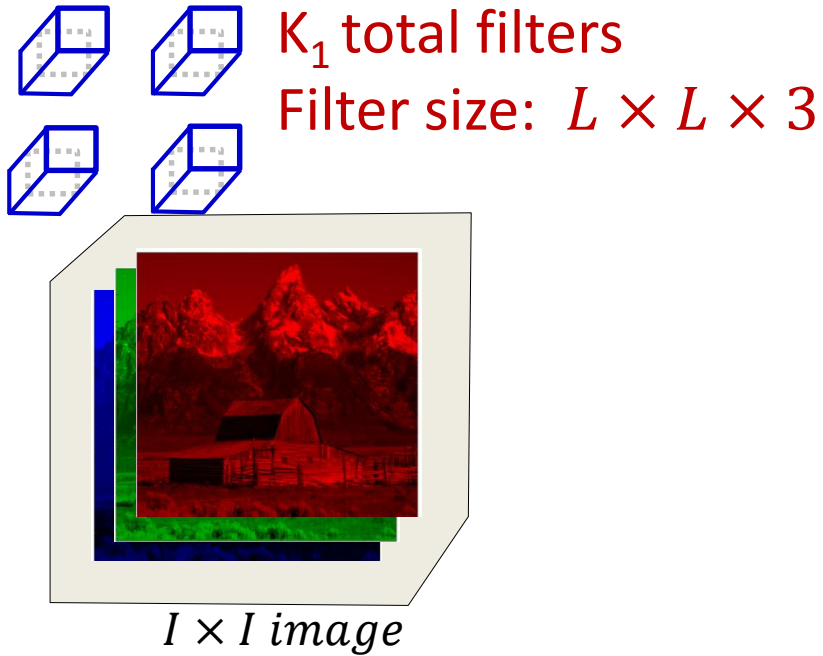 K₁ total filters
Filter size: L × L × 3
I × I image